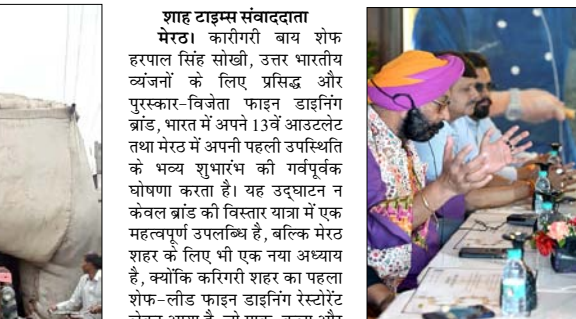 शाह टाइम्स संवाददाता
मेरठ। कारीगरी बाय शेफ
हरपाल सिंह सोखी, उत्तर भारतीय
व्यंजनों के लिए प्रसिद्ध और
पुरस्कार-विजेता फाइन डाइनिंग
ब्रांड, भारत में अपने 13वें आउटलेट
तथा मेरठ में अपनी पहली उपस्थिति
के भव्य शुभारंभ की गर्वपूर्वक
घोषणा करता है। यह उद्घाटन न
केवल ब्रांड की विस्तार यात्रा में एक
महत्वपूर्ण उपलब्धि है, बल्कि मेरठ
शहर के लिए भी एक नया अध्याय
है, क्योंकि करिगरी शहर का पहला
शेफ-लीड फाइन डाइनिंग रेस्टोरेंट